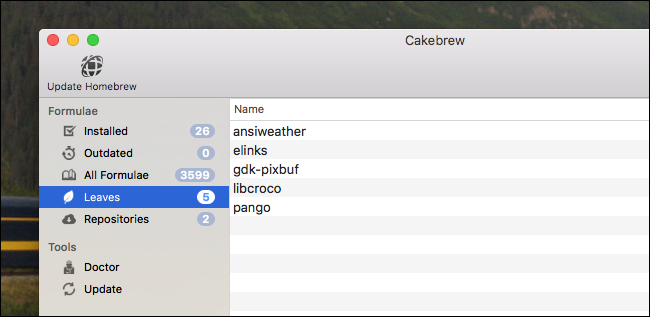 Cakebrew
Update Homebrew
Formulae
Installed 26
Outdated 0
All Formulae 3599
Leaves 5
Repositories 2
Tools
Doctor
Update
Name
ansiweather
elinks
gdk-pixbuf
libcroco
pango